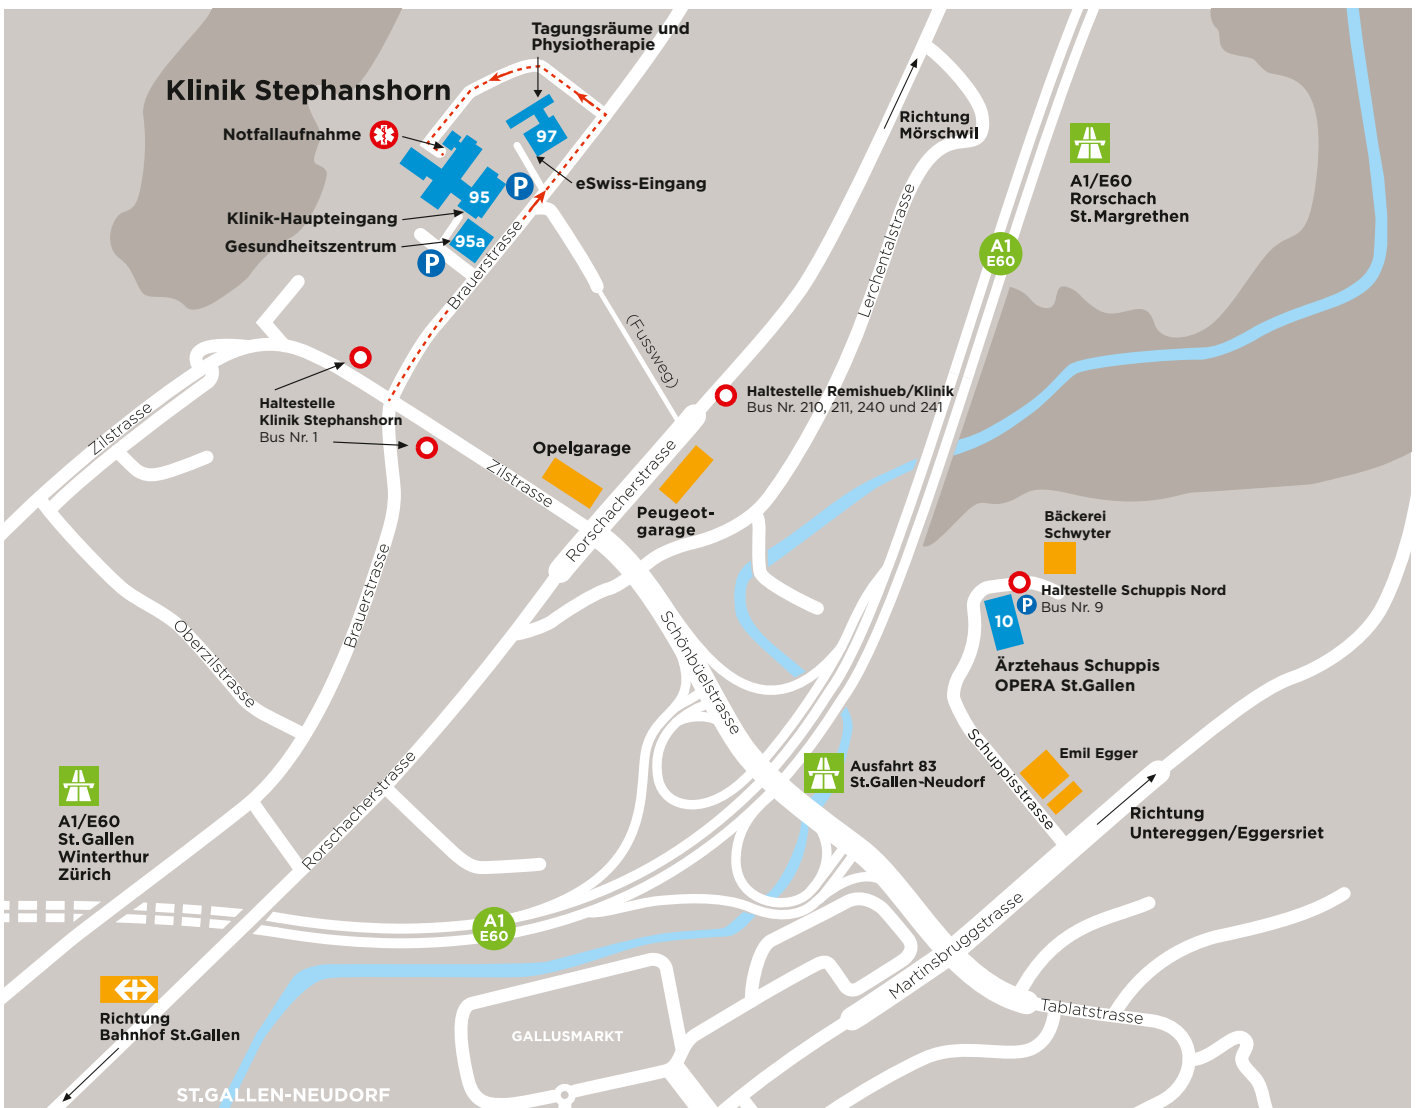 Tagungsräume und
Physiotherapie
Klinik Stephanshorn
Notfallaufnahme
97
eSwiss-Eingang
P
95
Klinik-Haupteingang
Gesundheitszentrum
95a
P
Brauerstrasse
Richtung
Mörschwil
A1/E60
Rorschach
St.Margrethen
A1
E60
Lerchentalstrasse
(Fussweg)
Haltestelle Remishueb/Klinik
Bus Nr. 210, 211, 240 und 241
Haltestelle
Klinik Stephanshorn
Bus Nr. 1
Zilstrasse
Zilstrasse
Opelgarage
Rorschacherstrasse
Peugeot-
garage
Bäckerei
Schwyter
Haltestelle Schuppis Nord
P
Bus Nr. 9
10
Ärztehaus Schuppis
OPERA St.Gallen
Brauerstrasse
Oberzilstrasse
Schönbüelstrasse
Schuppisstrasse
Emil Egger
Ausfahrt 83
St.Gallen-Neudorf
Richtung
Untereggen/Eggersriet
A1/E60
St.Gallen
Winterthur
Zürich
Rorschacherstrasse
A1
E60
Martinsbruggstrasse
Tablatstrasse
Richtung
Bahnhof St.Gallen
GALLUSMARKT
ST.GALLEN-NEUDORF